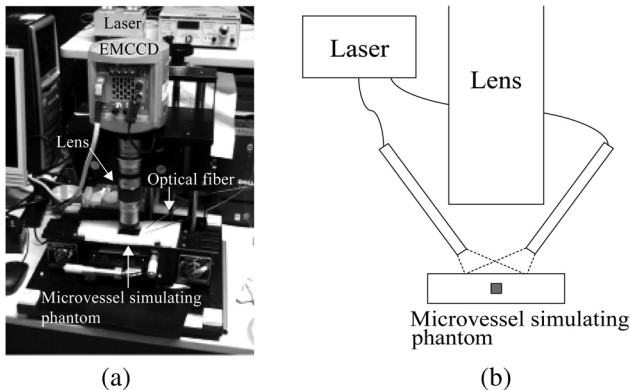 Laser
EMCCD
Lens
Optical fiber
Microvessel simulating
phantom
(a)
Laser
Lens
Microvessel simulating
phantom
(b)